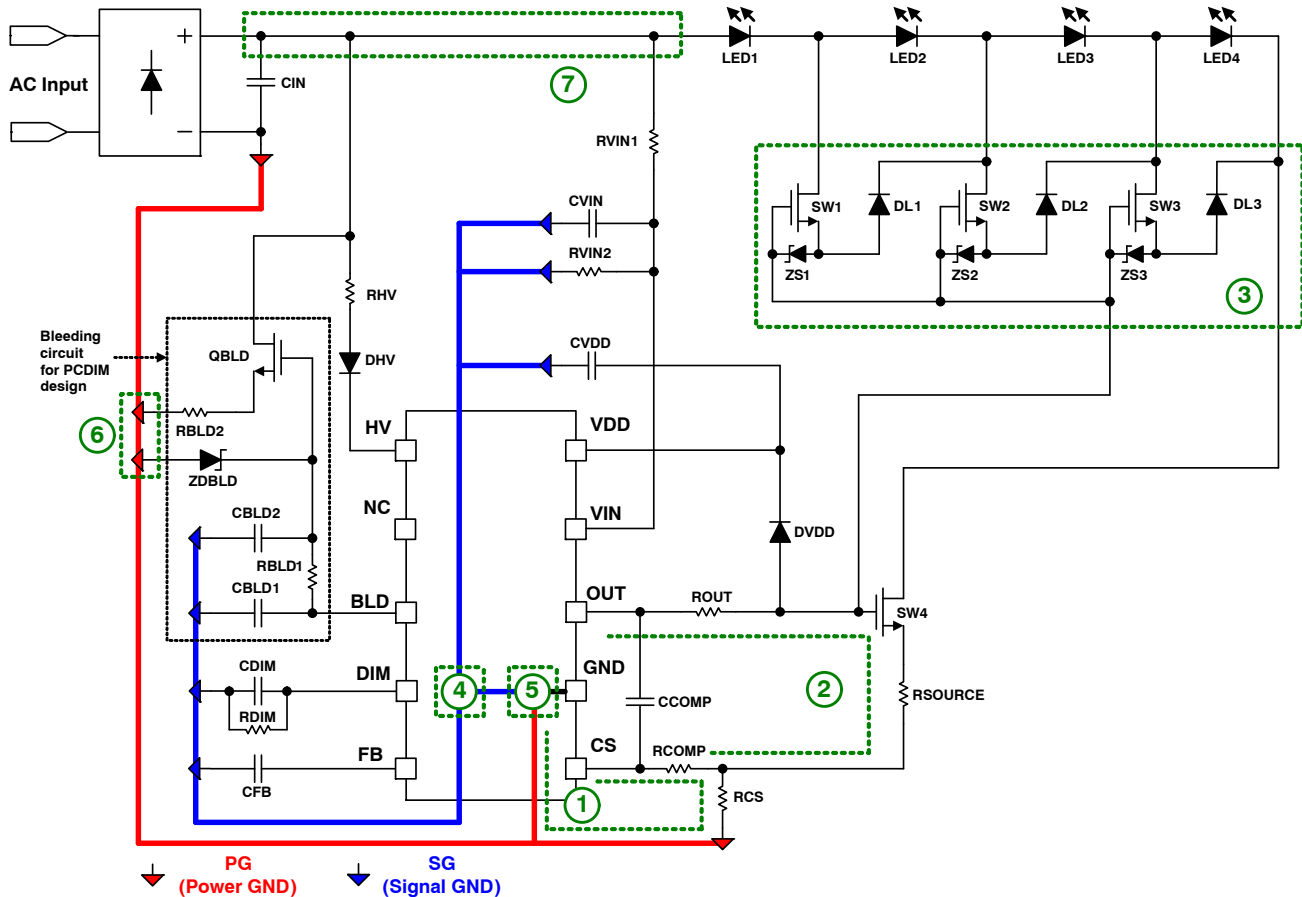 +
AC Input
−
CIN
7
LED1
LED2
LED3
LED4
RVIN1
CVIN
RVIN2
CVDD
SW1
DL1
SW2
DL2
SW3
DL3
ZS1
ZS2
ZS3
3
RHV
DHV
Bleeding
circuit
for PCDIM
design
QBLD
RBLD2
6
ZDBLD
CBLD2
RBLD1
CBLD1
HV
NC
BLD
DIM
FB
VDD
VIN
OUT
GND
CS
DVDD
ROUT
SW4
CDIM
RDIM
CFB
4
5
2
CCOMP
RSOURCE
RCOMP
RCS
1
PG
(Power GND)
SG
(Signal GND)